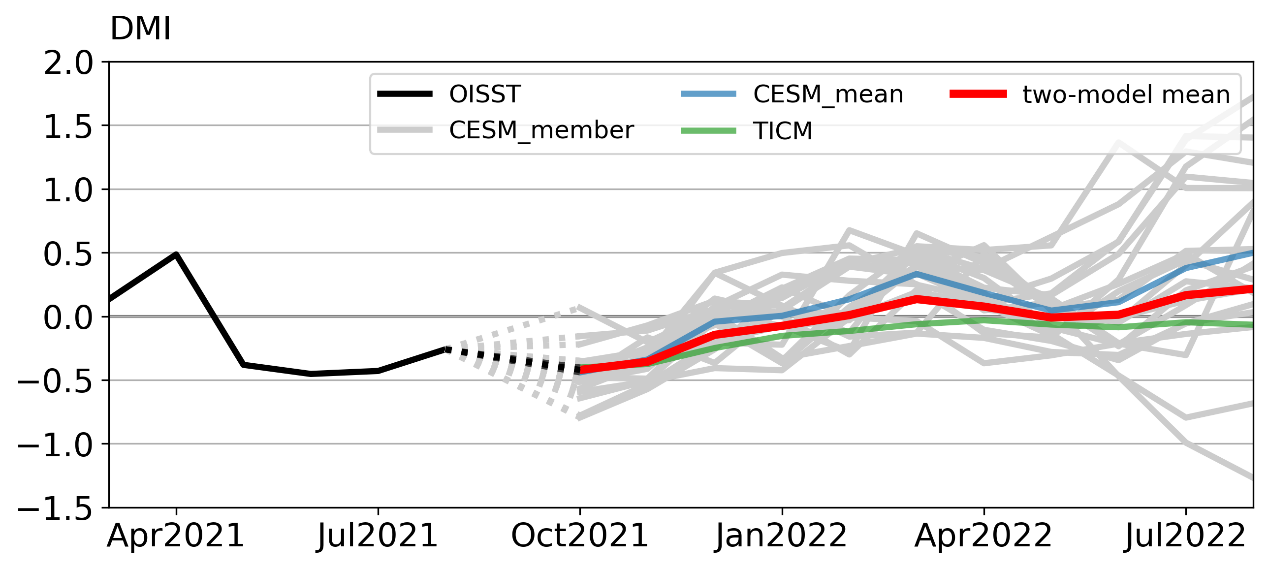 DMI
2.0
1.5
1.0
0.5
0.0
−0.5
−1.0
−1.5
OISST
CESM_member
CESM_mean
TICM
two-model mean
Apr2021 Jul2021 Oct2021 Jan2022 Apr2022 Jul2022